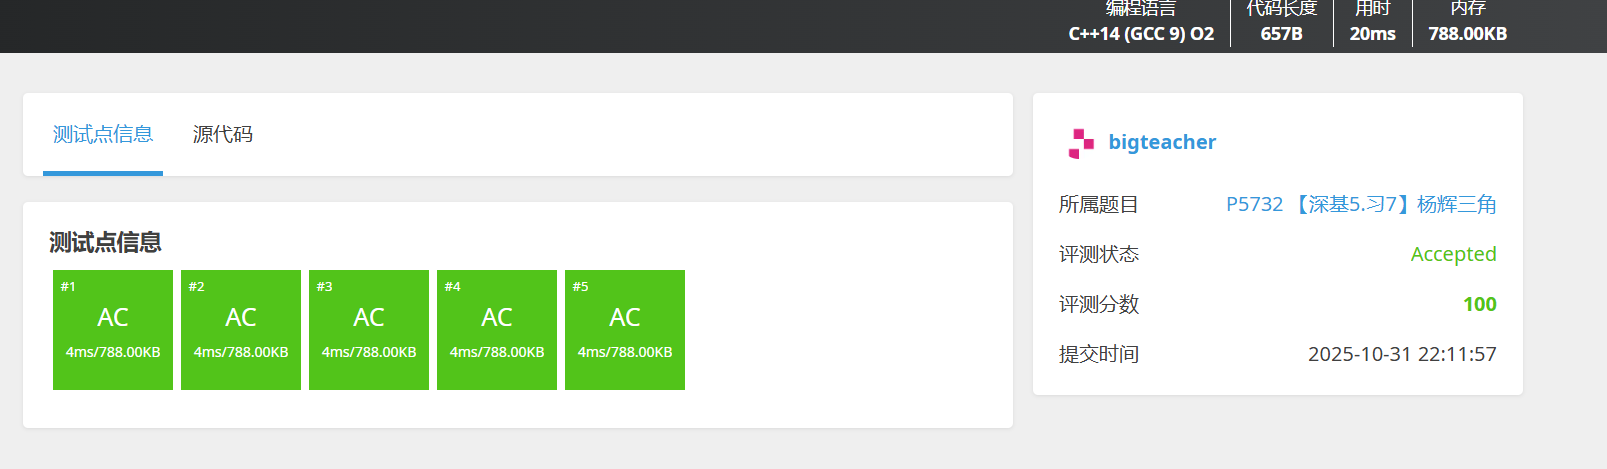 编程语言 代码长度 用时 内存
C++14 (GCC 9) O2 657B 20ms 788.00KB
测试点信息 源代码
测试点信息
#1 #2 #3 #4 #5
AC AC AC AC AC
4ms/788.00KB 4ms/788.00KB 4ms/788.00KB 4ms/788.00KB 4ms/788.00KB
bigteacher
所属题目 P5732 【深基5.习7】杨辉三角
评测状态 Accepted
评测分数 100
提交时间 2025-10-31 22:11:57